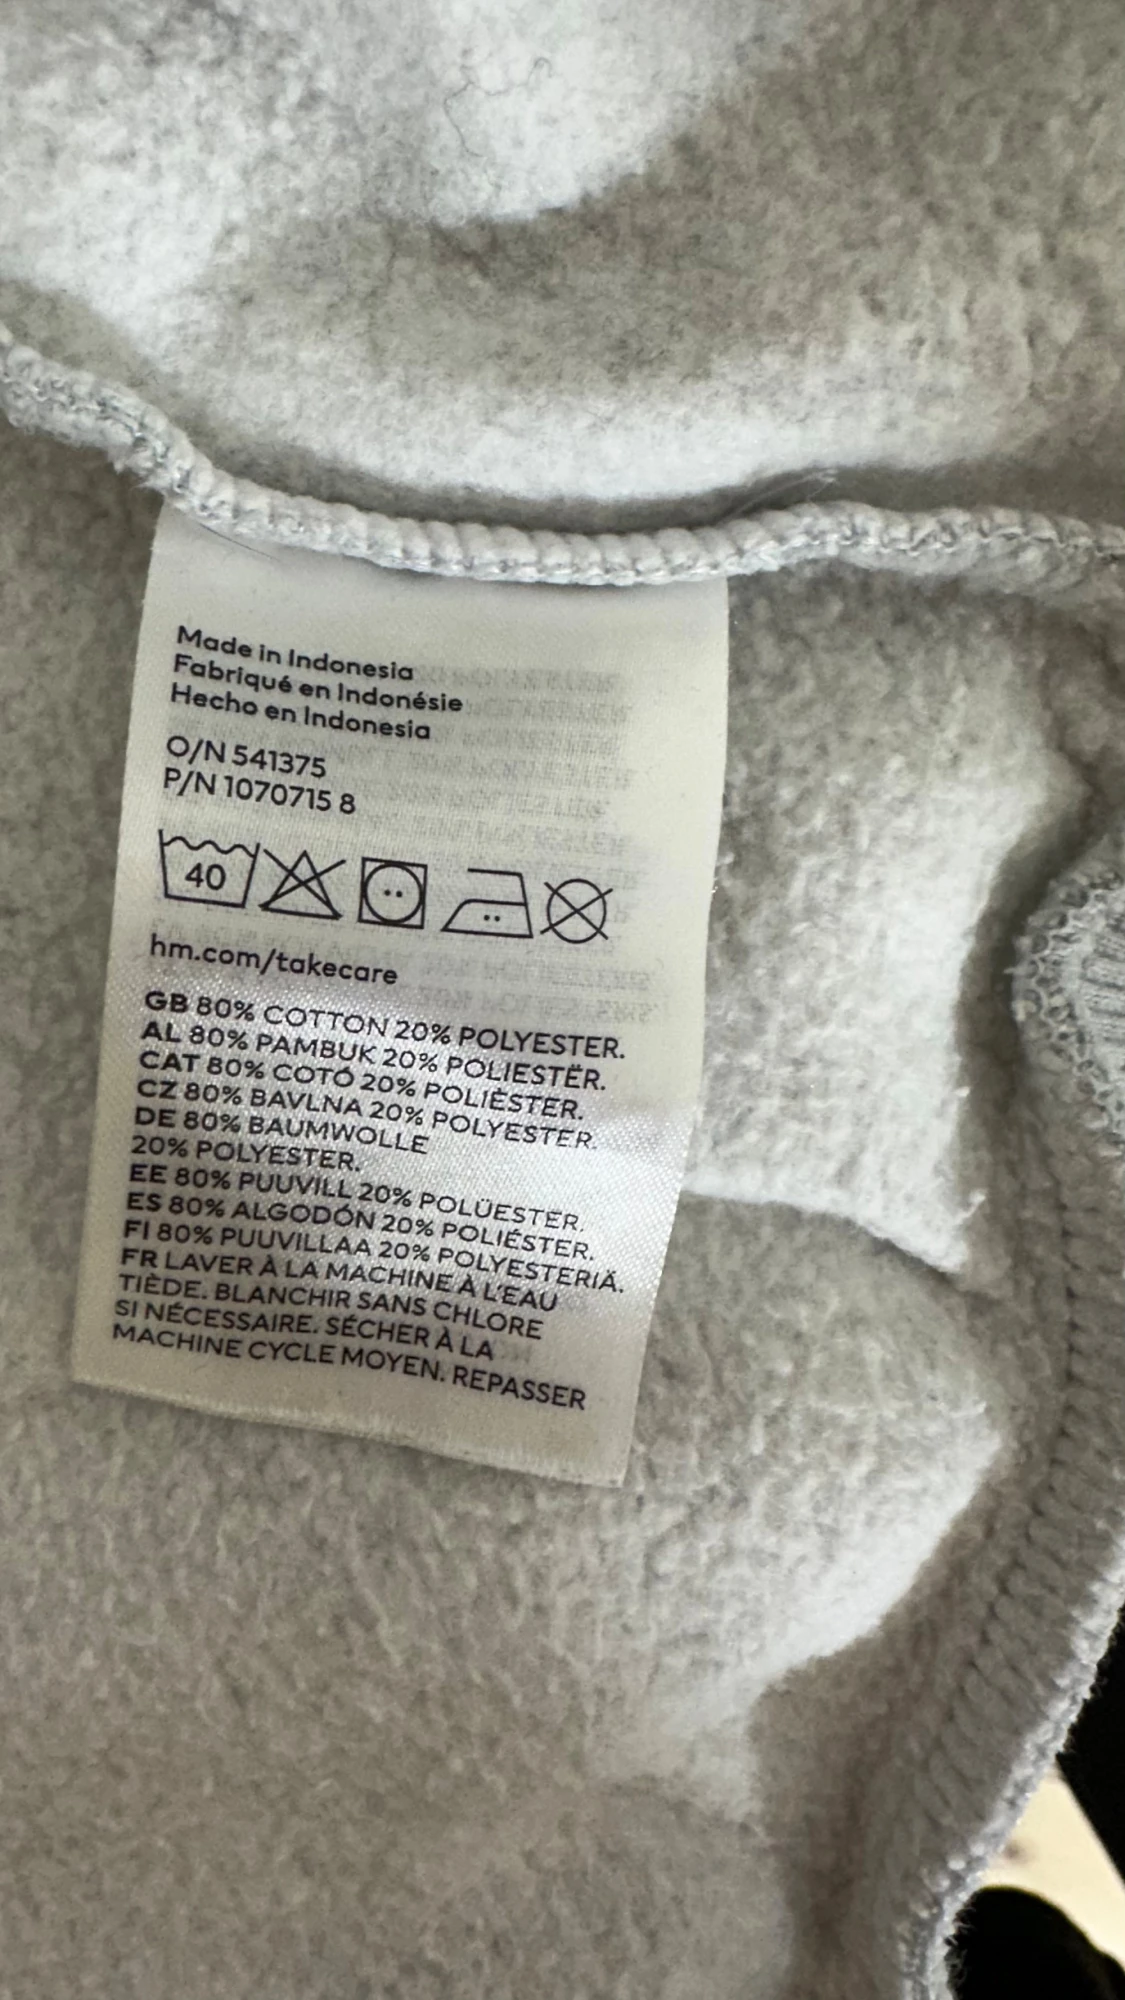 Made in Indonesia
Fabriqué en Indonésie
Hecho en Indonesia
O/N 541375
P/N 1070715 8
40
hm.com/takecare
GB 80% COTTON 20% POLYESTER.
AL 80% PAMBUK 20% POLIESTËR.
CAT 80% COTÓ 20% POLIÈSTER.
CZ 80% BAVLNA 20% POLYESTER.
DE 80% BAUMWOLLE
20% POLYESTER.
EE 80% PUUVILL 20% POLÜESTER.
ES 80% ALGODÓN 20% POLIÉSTER.
FI 80% PUUVILLAA 20% POLYESTERIÄ.
FR LAVER À LA MACHINE À L'EAU
TIÈDE. BLANCHIR SANS CHLORE
SI NÉCESSAIRE. SÉCHER À LA
MACHINE CYCLE MOYEN. REPASSER